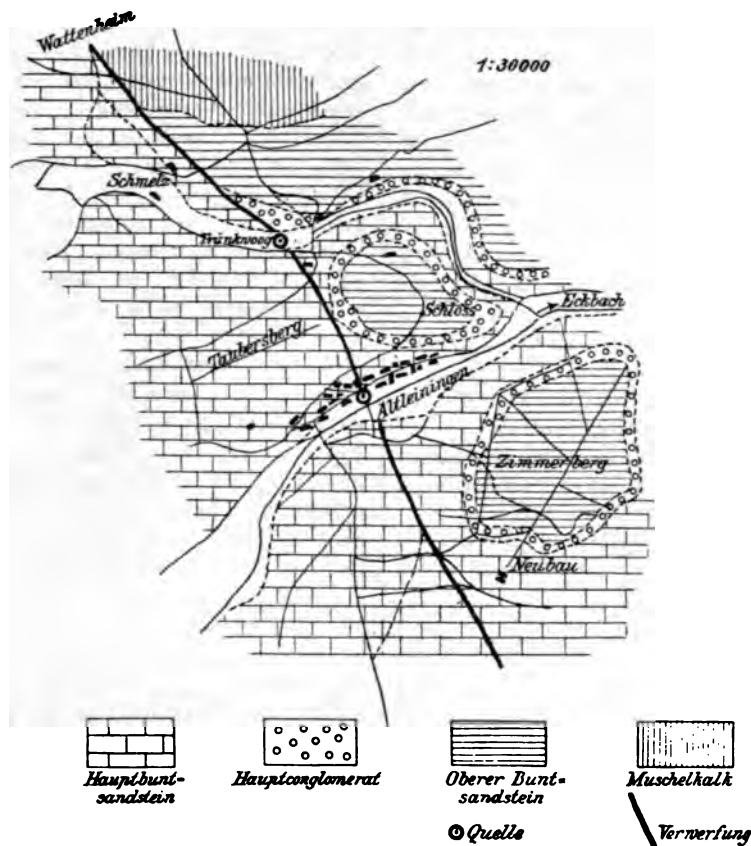 Wattenheim
1:30000
Schmelz
Trunkwoog
Eckbach
Schloss
Taubersberg
Altleiningen
Zimmerberg
Neubau
Hauptbunt-
sandstein
Hauptconglomerat
Oberer Bunt-
sandstein
Muschelkalk
Quelle
Verwerfung